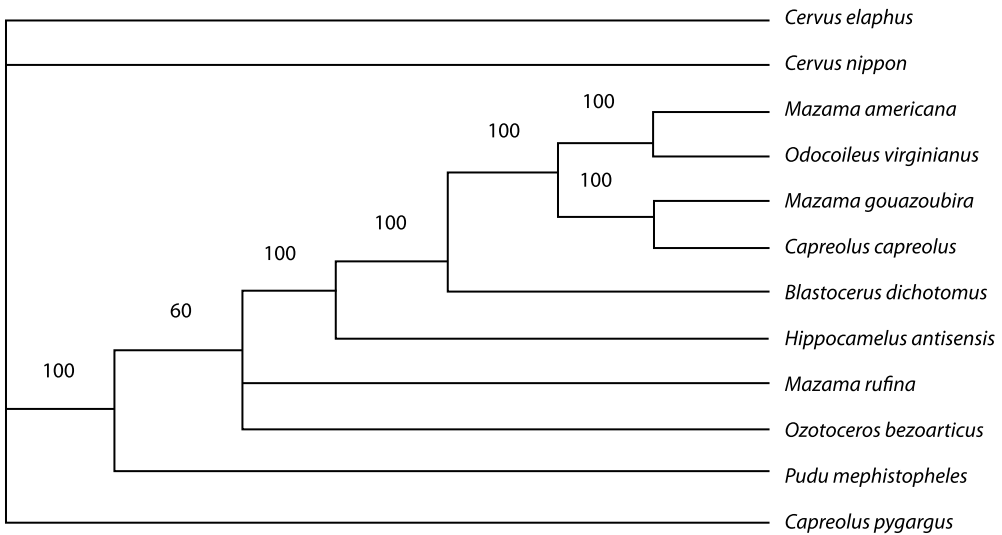 Cervus elaphus
Cervus nippon
100
Mazama americana
100
Odocoileus virginianus
100
Mazama gouazoubira
100
Capreolus capreolus
100
Blastocerus dichotomus
60
Hippocamelus antisensis
100
Mazama rufina
Ozotoceros bezoarticus
Pudu mephistopheles
Capreolus pygargus